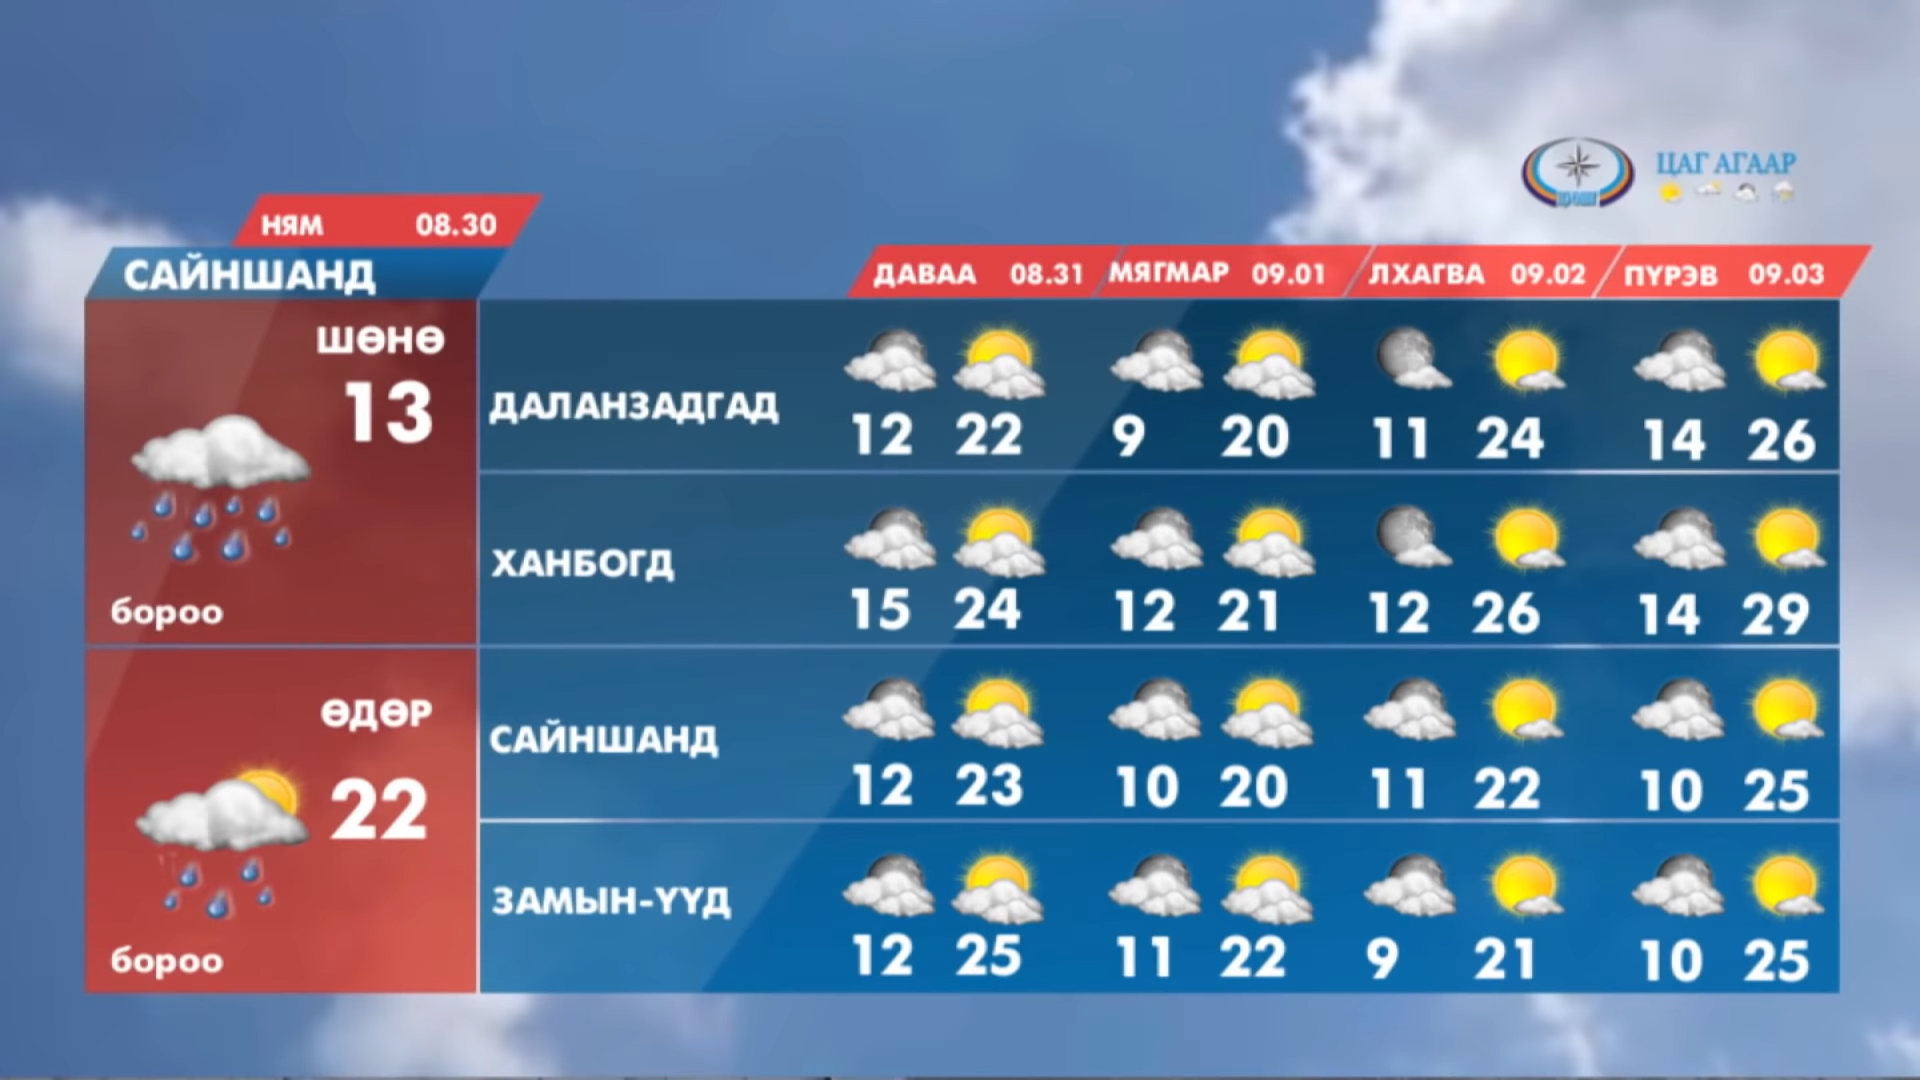 ЦАГ АГААР
НЯМ 08.30
САЙНШАНД
ШӨНӨ
13
бороо
ӨДӨР
22
бороо
ДАВАА 08.31 МЯГМАР 09.01 ЛХАГВА 09.02 ПҮРЭВ 09.03
ДАЛАНЗАДГАД 12 22 9 20 11 24 14 26
ХАНБОГД 15 24 12 21 12 26 14 29
САЙНШАНД 12 23 10 20 11 22 10 25
ЗАМЫН-ҮҮД 12 25 11 22 9 21 10 25